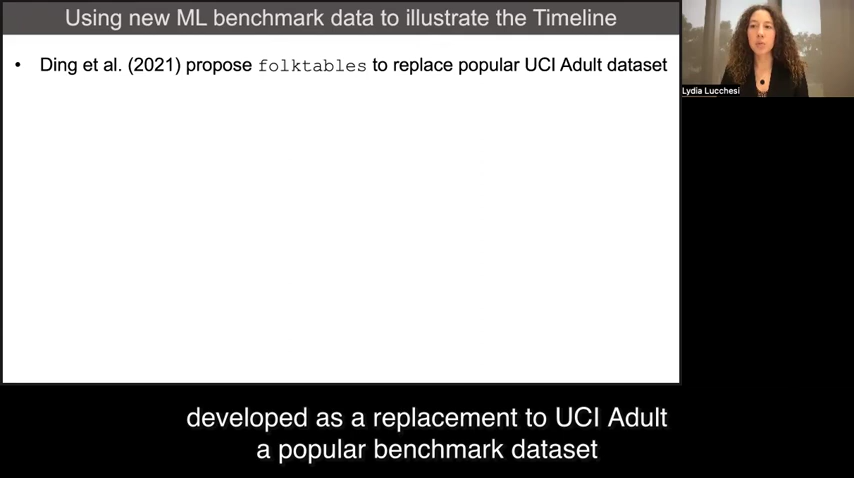 Using new ML benchmark data to illustrate the Timeline
• Ding et al. (2021) propose folktables to replace popular UCI Adult dataset
Lydia Lucchesi
developed as a replacement to UCI Adult
a popular benchmark dataset